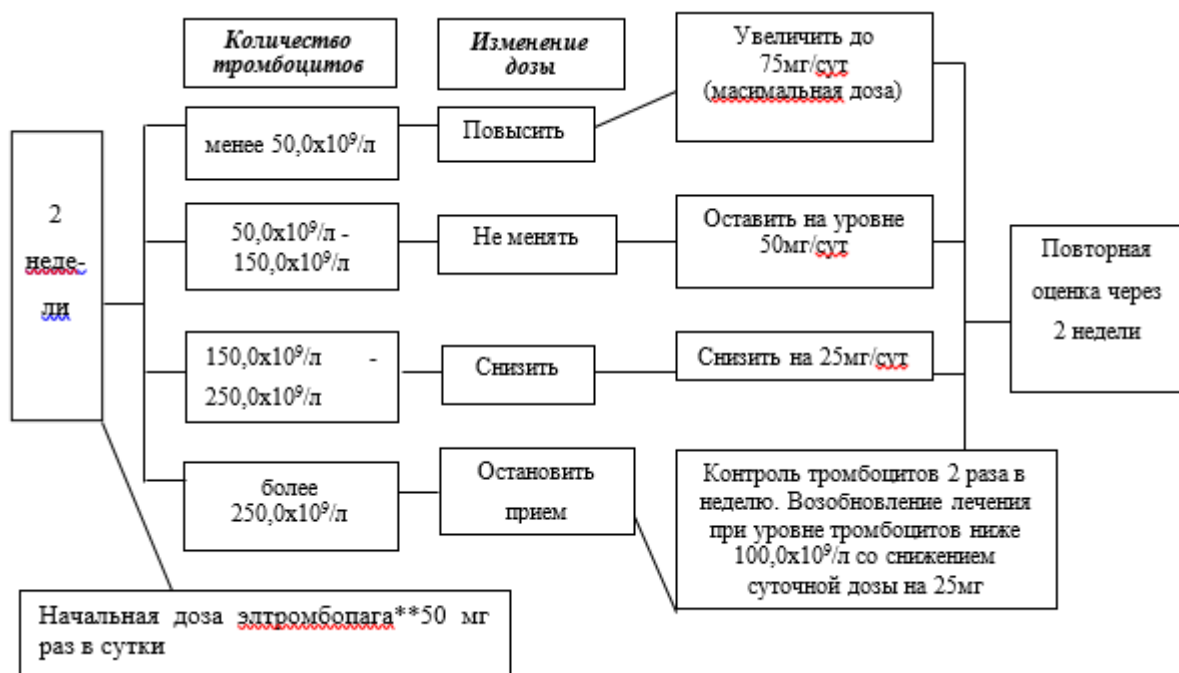 Количество
тромбоцитов
Изменение
дозы
Увеличить до
75мг/сут
(масимальная доза)
менее 50,0х10⁹/л
Повысить
2
неде-
ли
50,0х10⁹/л -
150,0х10⁹/л
Не менять
Оставить на уровне
50мг/сут
Повторная
оценка через
2 недели
150,0х10⁹/л -
250,0х10⁹/л
Снизить
Снизить на 25мг/сут
более
250,0х10⁹/л
Остановить
прием
Контроль тромбоцитов 2 раза в
неделю. Возобновление лечения
при уровне тромбоцитов ниже
100,0х10⁹/л со снижением
суточной дозы на 25мг
Начальная доза элтромбопага**50 мг
раз в сутки